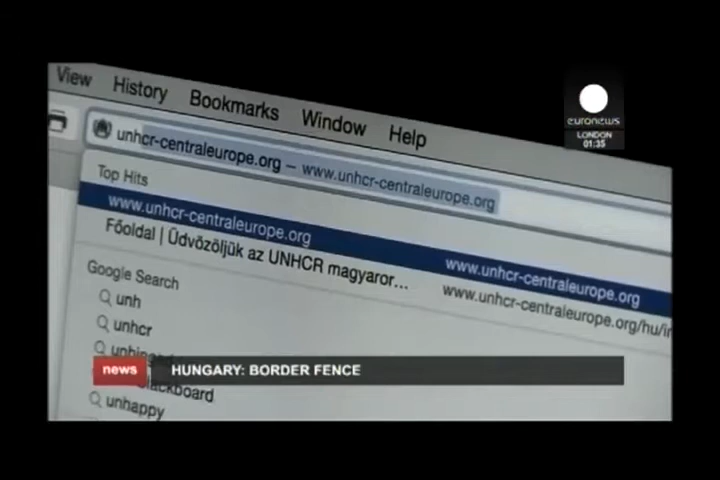 View History Bookmarks Window Help
unhcr-centraleurope.org – www.unhcr-centraleurope.org
Top Hits
www.unhcr-centraleurope.org www.unhcr-centraleurope.org
Főoldal | Üdvözöljük az UNHCR magyaror... www.unhcr-centraleurope.org/hu/in
Google Search
unh
unhcr
blackboard
unhappy
euronews
LONDON
01:35
news HUNGARY: BORDER FENCE